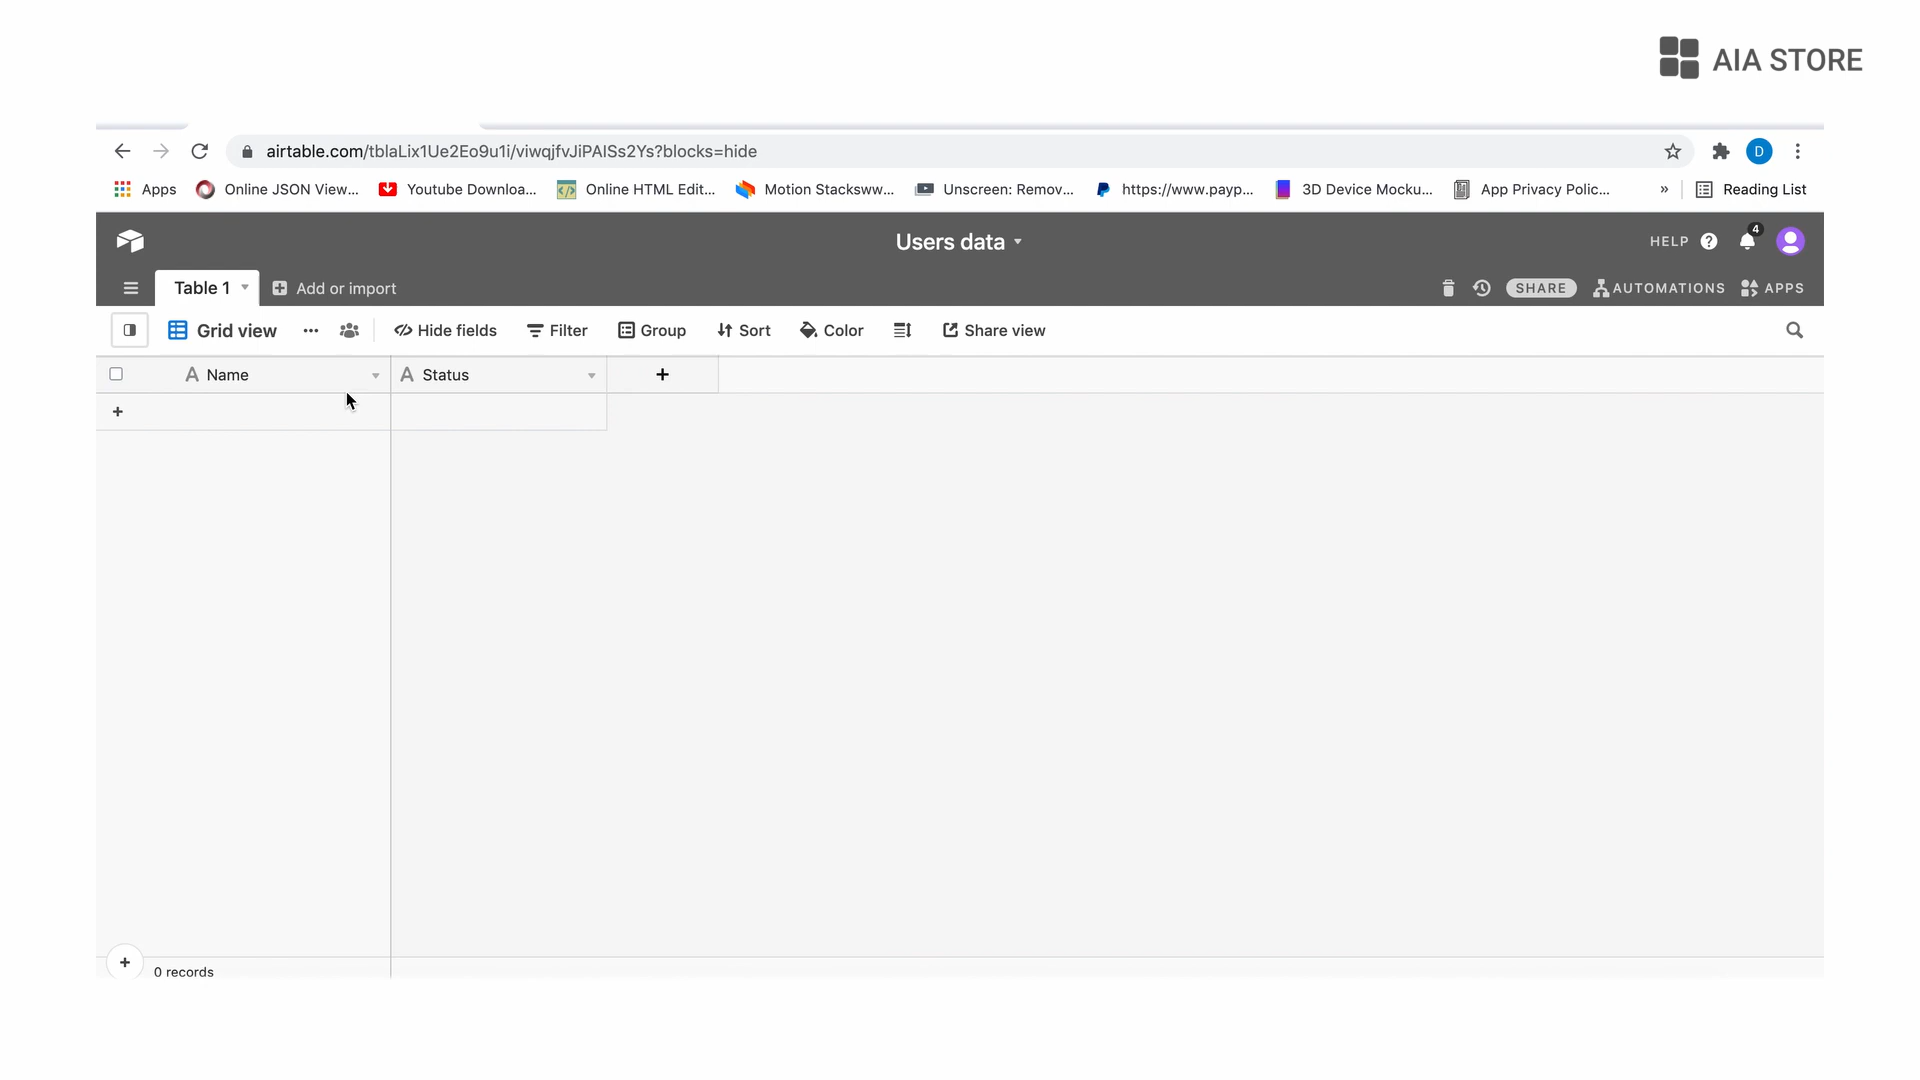 AIA STORE
airtable.com/tblaLix1Ue2Eo9u1i/viwqjfvJiPAISs2Ys?blocks=hide
Apps Online JSON View... Youtube Downloa... Online HTML Edit... Motion Stacksww... Unscreen: Remov... https://www.payp... 3D Device Mocku... App Privacy Polic... » Reading List
Users data
HELP ? 4
D
Table 1 Add or import SHARE AUTOMATIONS APPS
Grid view ... Hide fields Filter Group Sort Color Share view
A Name A Status +
+
+ 0 records